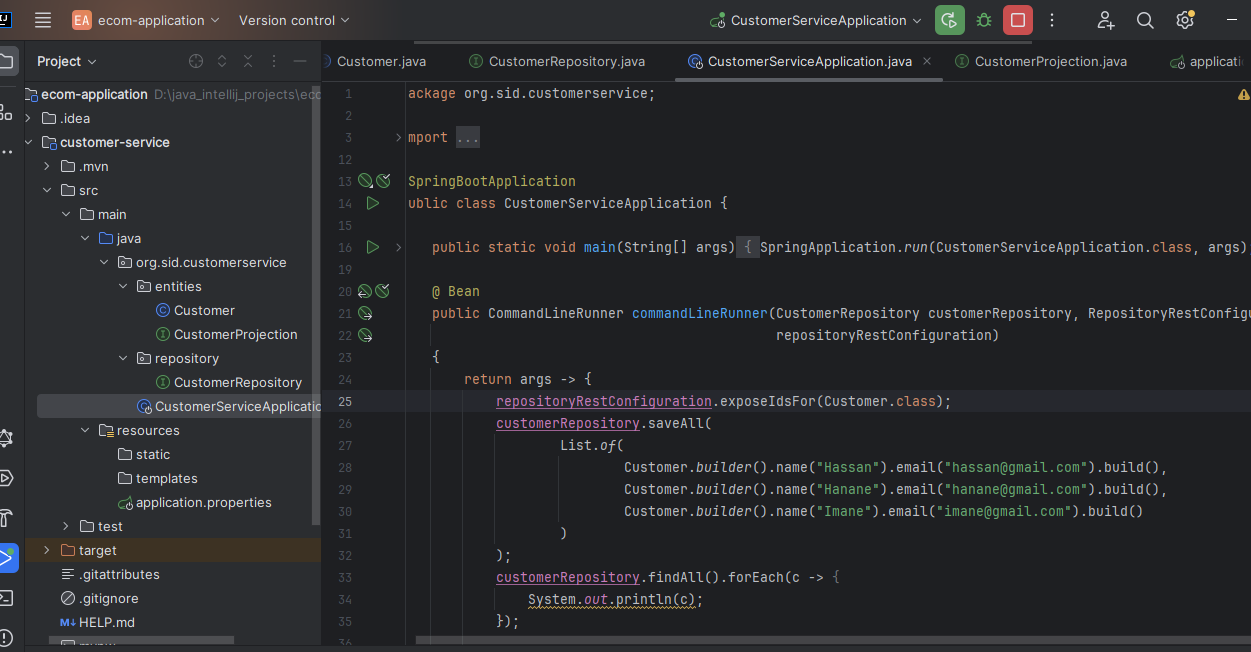 EA ecom-application Version control CustomerServiceApplication
Project
Customer.java CustomerRepository.java CustomerServiceApplication.java CustomerProjection.java applicati
ecom-application D:\java_intellij_projects\ecc
.idea
customer-service
.mvn
src
main
java
org.sid.customerservice
entities
Customer
CustomerProjection
repository
CustomerRepository
CustomerServiceApplicatio
resources
static
templates
application.properties
test
target
.gitattributes
.gitignore
HELP.md
1 ackage org.sid.customerservice;
2
3 mport ...
12
13 SpringBootApplication
14 ublic class CustomerServiceApplication {
15
16 public static void main(String[] args) { SpringApplication.run(CustomerServiceApplication.class, args)
19
20 @ Bean
21 public CommandLineRunner commandLineRunner(CustomerRepository customerRepository, RepositoryRestConfigu
22 repositoryRestConfiguration)
23 {
24 return args -> {
25 repositoryRestConfiguration.exposeIdsFor(Customer.class);
26 customerRepository.saveAll(
27 List.of(
28 Customer.builder().name("Hassan").email("hassan@gmail.com").build(),
29 Customer.builder().name("Hanane").email("hanane@gmail.com").build(),
30 Customer.builder().name("Imane").email("imane@gmail.com").build()
31 )
32 );
33 customerRepository.findAll().forEach(c -> {
34 System.out.println(c);
35 });
36